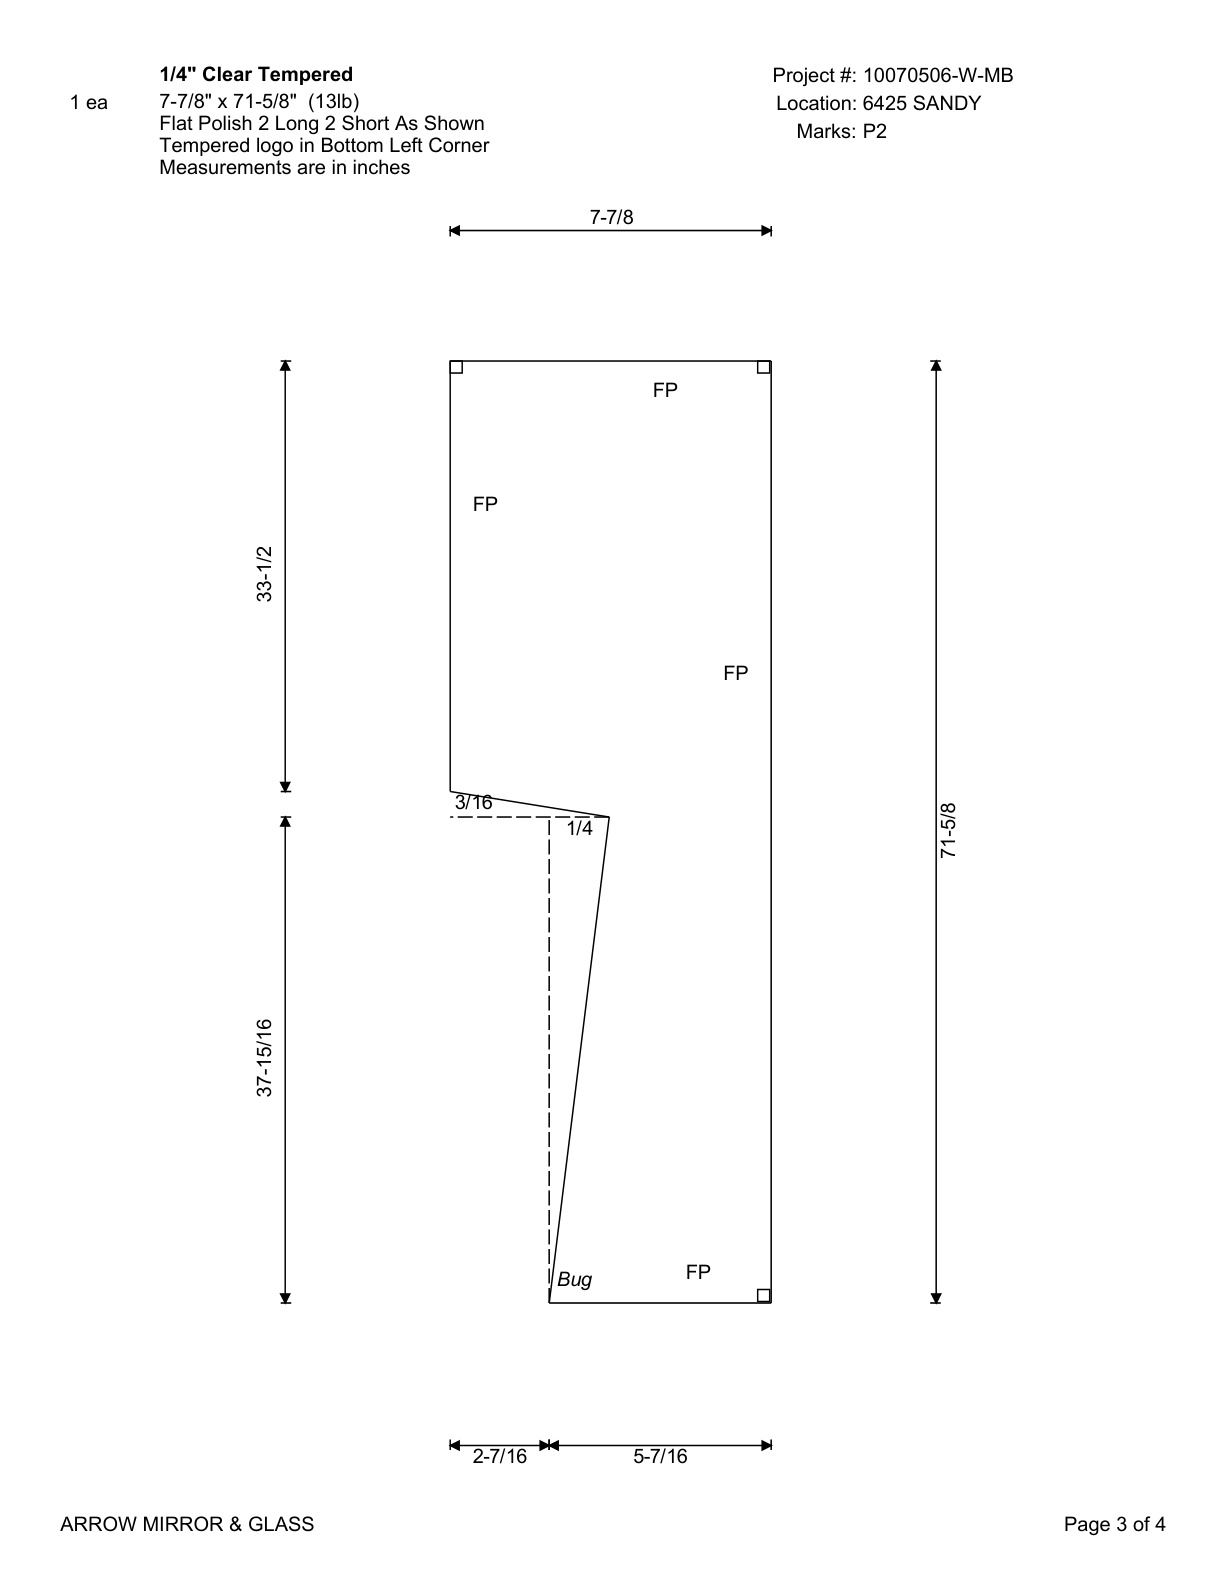 1/4" Clear Tempered
1 ea
7-7/8" x 71-5/8" (13lb)
Flat Polish 2 Long 2 Short As Shown
Tempered logo in Bottom Left Corner
Measurements are in inches
Project #: 10070506-W-MB
Location: 6425 SANDY
Marks: P2
7-7/8
FP
FP
33-1/2
FP
3/16
1/4
71-5/8
37-15/16
Bug
FP
2-7/16
5-7/16
ARROW MIRROR & GLASS
Page 3 of 4